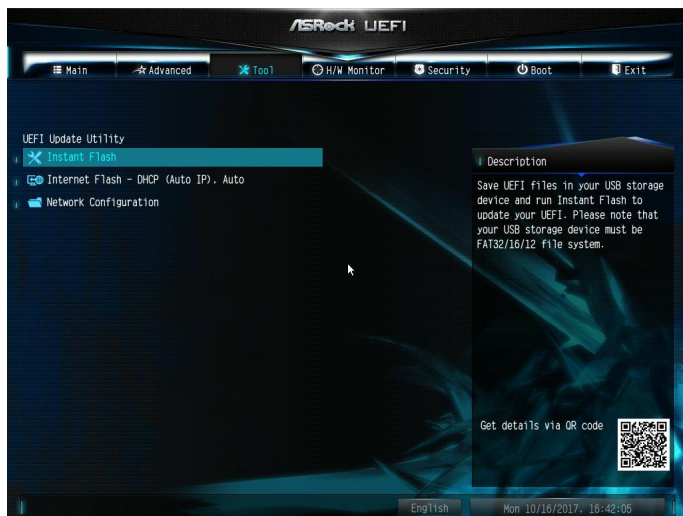 ASRock UEFI
Main Advanced Tool H/W Monitor Security Boot Exit
UEFI Update Utility
Instant Flash
Internet Flash - DHCP (Auto IP), Auto
Network Configuration
Description
Save UEFI files in your USB storage
device and run Instant Flash to
update your UEFI. Please note that
your USB storage device must be
FAT32/16/12 file system.
Get details via QR code
English Mon 10/16/2017. 16:42:05